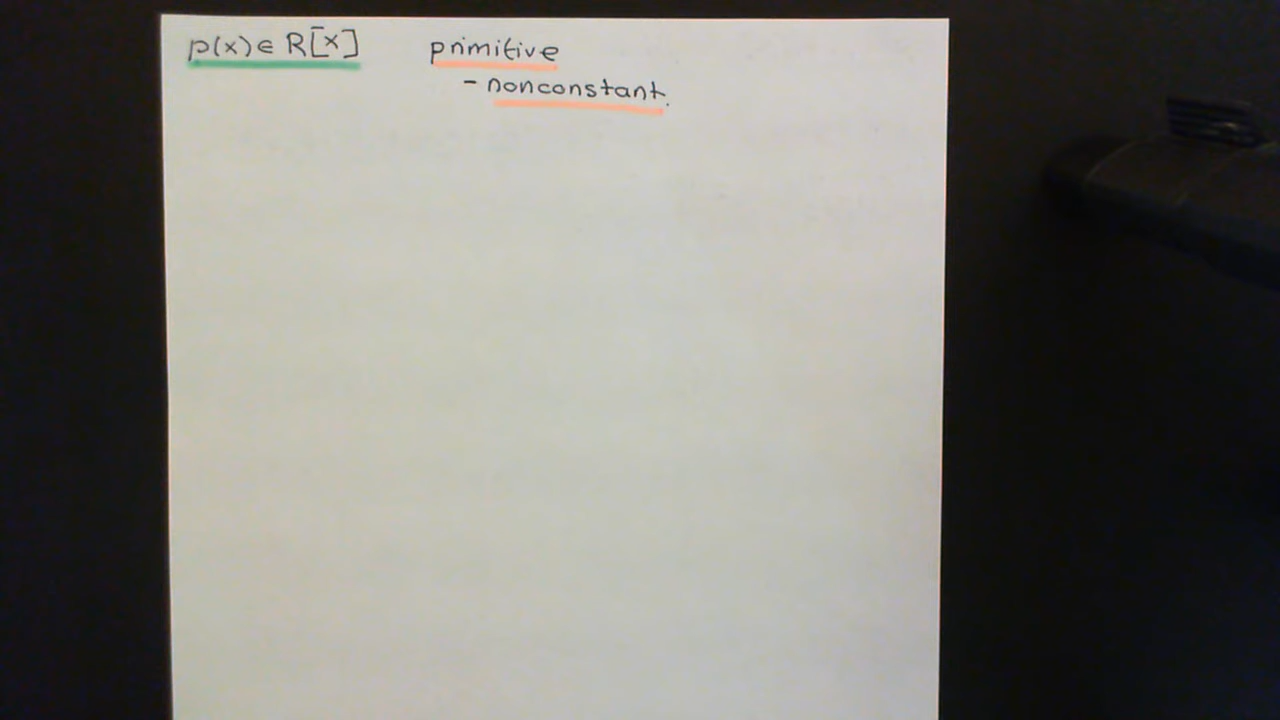 p(x) ∈ R[x] primitive
- nonconstant.